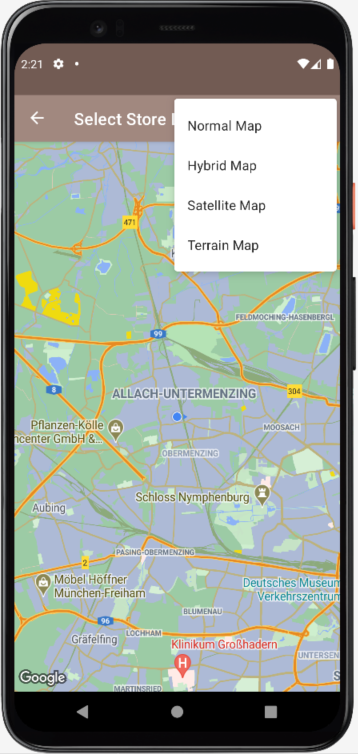 2:21
Select Store
Normal Map
Hybrid Map
Satellite Map
Terrain Map
471
FELDMOCHING-HASENBERGL
99
8
ALLACH-UNTERMENZING
304
Pflanzen-Kölle
ncenter GmbH &...
MOOSACH
OBERMENZING
Schloss Nymphenburg
Aubing
PASING-OBERMENZING
2
Möbel Höffner
München-Freiham
Deutsches Museum
Verkehrszentrum
BLUMENAU
96
Gräfelfing
LOCHHAM
Klinikum Großhadern
H
UNTERSEN
Google
MARTINSRIED
S